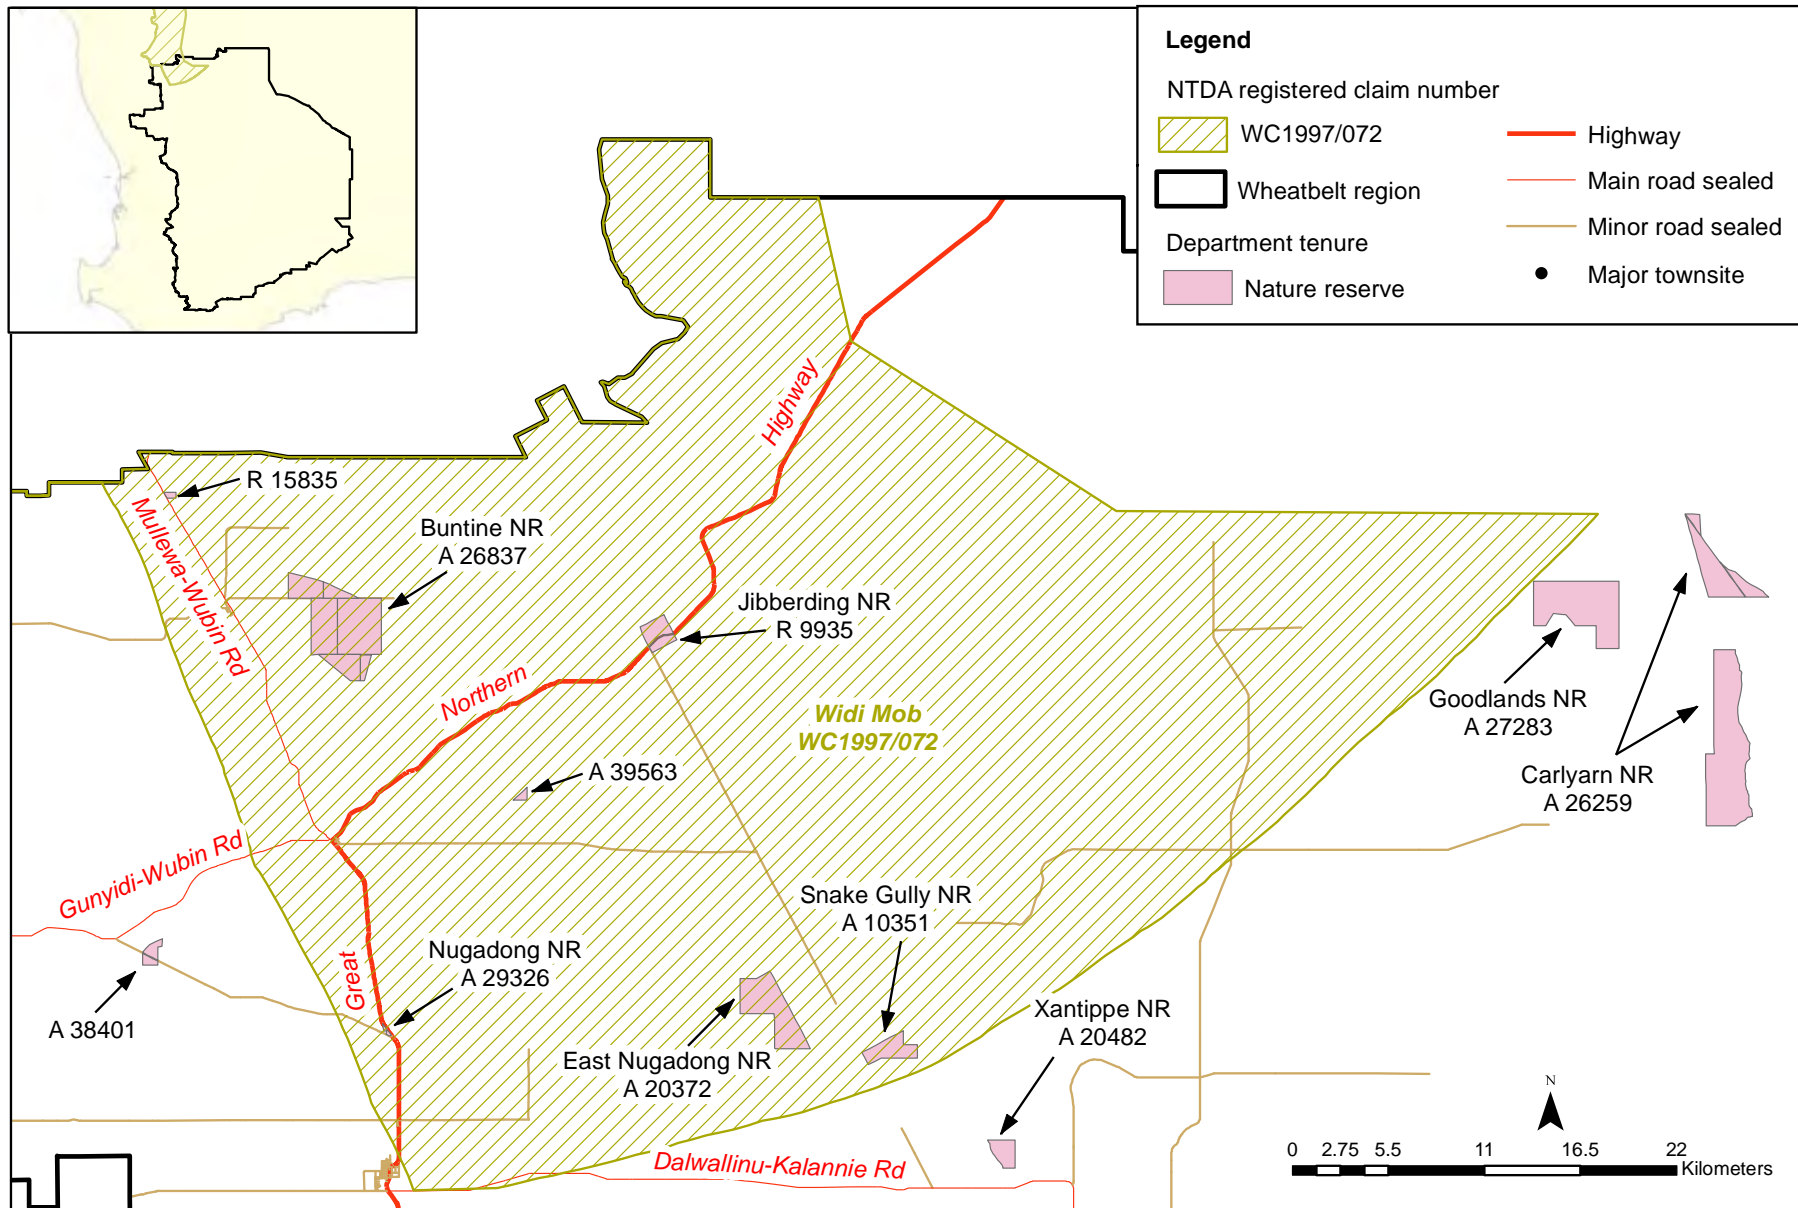 Legend
NTDA registered claim number
WC1997/072
Wheatbelt region
Department tenure
Nature reserve
Highway
Main road sealed
Minor road sealed
Major townsite
Highway
R 15835
Mullewa-Wubin Rd
Buntine NR
A 26837
Jibberding NR
R 9935
Northern
Widi Mob
WC1997/072
Goodlands NR
A 27283
Carlyarn NR
A 26259
A 39563
Gunyidi-Wubin Rd
Snake Gully NR
A 10351
Nugadong NR
A 29326
Great
A 38401
East Nugadong NR
A 20372
Xantippe NR
A 20482
Dalwallinu-Kalannie Rd
N
0 2.75 5.5 11 16.5 22
Kilometers